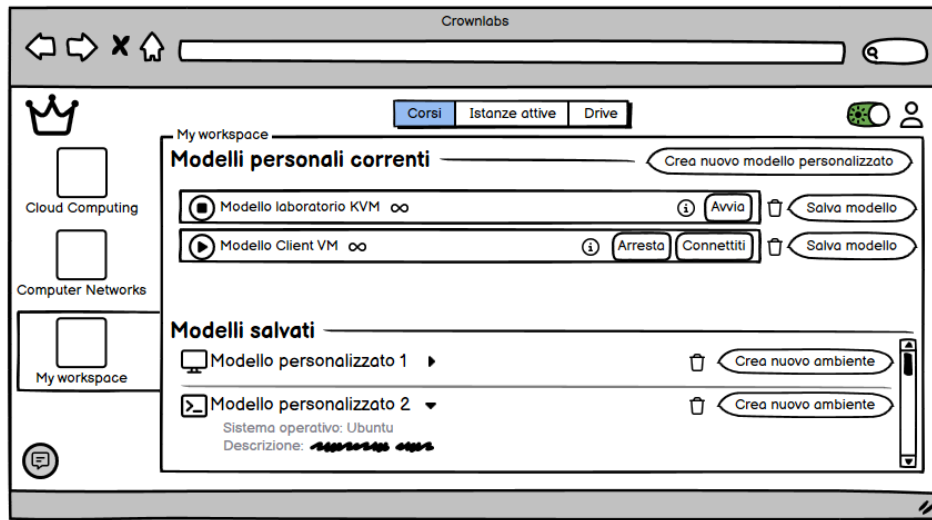 Crownlabs
Corsi Istanze attive Drive
My workspace
Modelli personali correnti
Crea nuovo modello personalizzato
Modello laboratorio KVM ∞
Avvia
Salva modello
Modello Client VM ∞
Arresta Connettiti
Salva modello
Cloud Computing
Computer Networks
My workspace
Modelli salvati
Modello personalizzato 1
Crea nuovo ambiente
Modello personalizzato 2
Crea nuovo ambiente
Sistema operativo: Ubuntu
Descrizione: